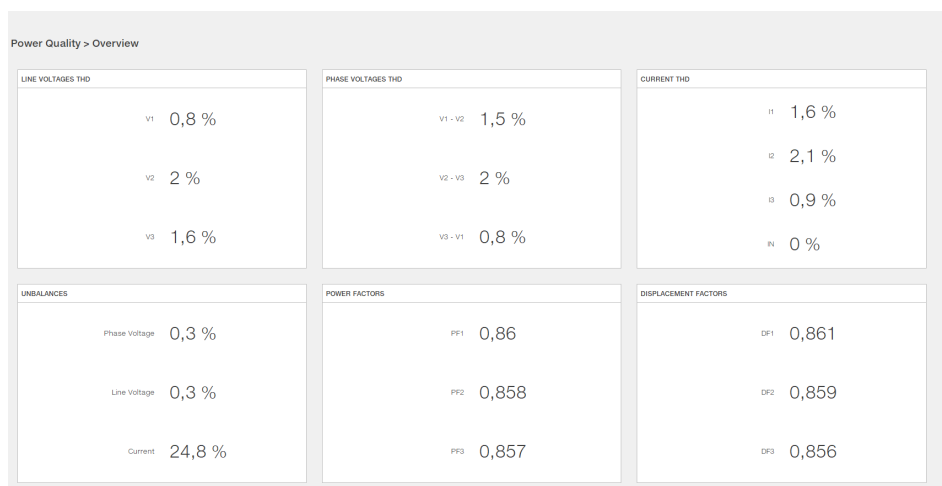 Power Quality > Overview
LINE VOLTAGES THD
V1 0,8 %
V2 2 %
V3 1,6 %
PHASE VOLTAGES THD
V1 - V2 1,5 %
V2 - V3 2 %
V3 - V1 0,8 %
CURRENT THD
I1 1,6 %
I2 2,1 %
I3 0,9 %
IN 0 %
UNBALANCES
Phase Voltage 0,3 %
Line Voltage 0,3 %
Current 24,8 %
POWER FACTORS
PF1 0,86
PF2 0,858
PF3 0,857
DISPLACEMENT FACTORS
DF1 0,861
DF2 0,859
DF3 0,856